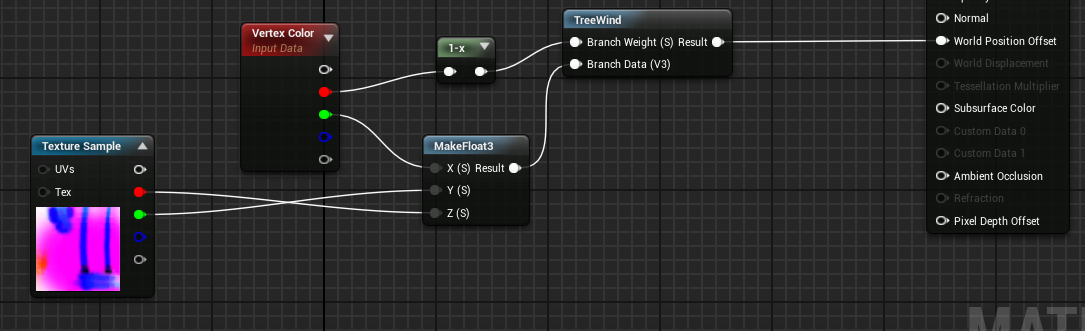 Vertex Color
Input Data
1-x
TreeWind
Branch Weight (S) Result
Branch Data (V3)
Texture Sample
UVs
Tex
MakeFloat3
X (S) Result
Y (S)
Z (S)
Normal
World Position Offset
World Displacement
Tessellation Multiplier
Subsurface Color
Custom Data 0
Custom Data 1
Ambient Occlusion
Refraction
Pixel Depth Offset
MAT